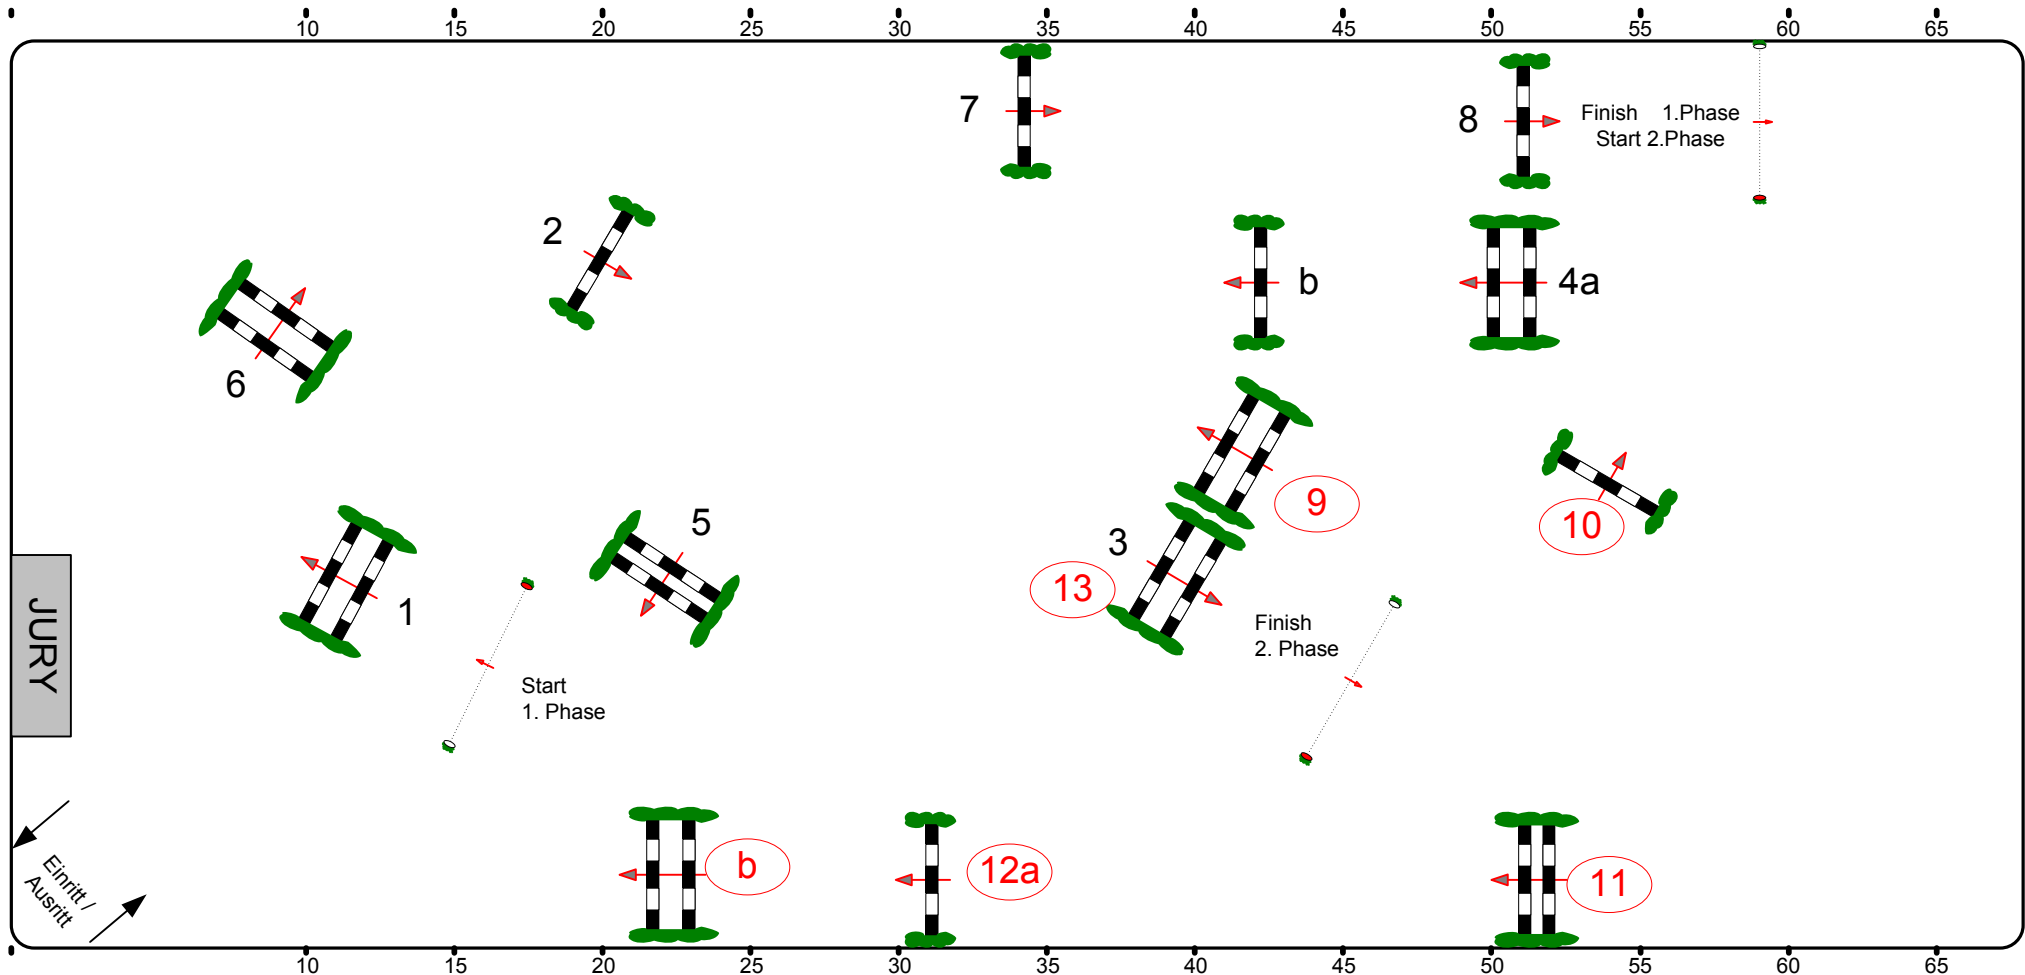 10 15 20 25 30 35 40 45 50 55 60 65
7
8
Finish 1.Phase
Start 2.Phase
2
b
4a
6
9
5
10
3
13
1
Finish
2. Phase
JURY
Start
1. Phase
Einritt /
Ausritt
b
12a
11
10 15 20 25 30 35 40 45 50 55 60 65